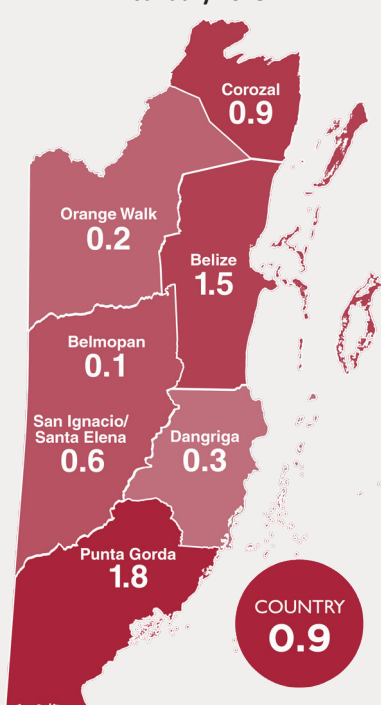 Corozal
0.9
Orange Walk
0.2
Belize
1.5
Belmopan
0.1
San Ignacio/
Santa Elena
0.6
Dangriga
0.3
Punta Gorda
1.8
COUNTRY
0.9